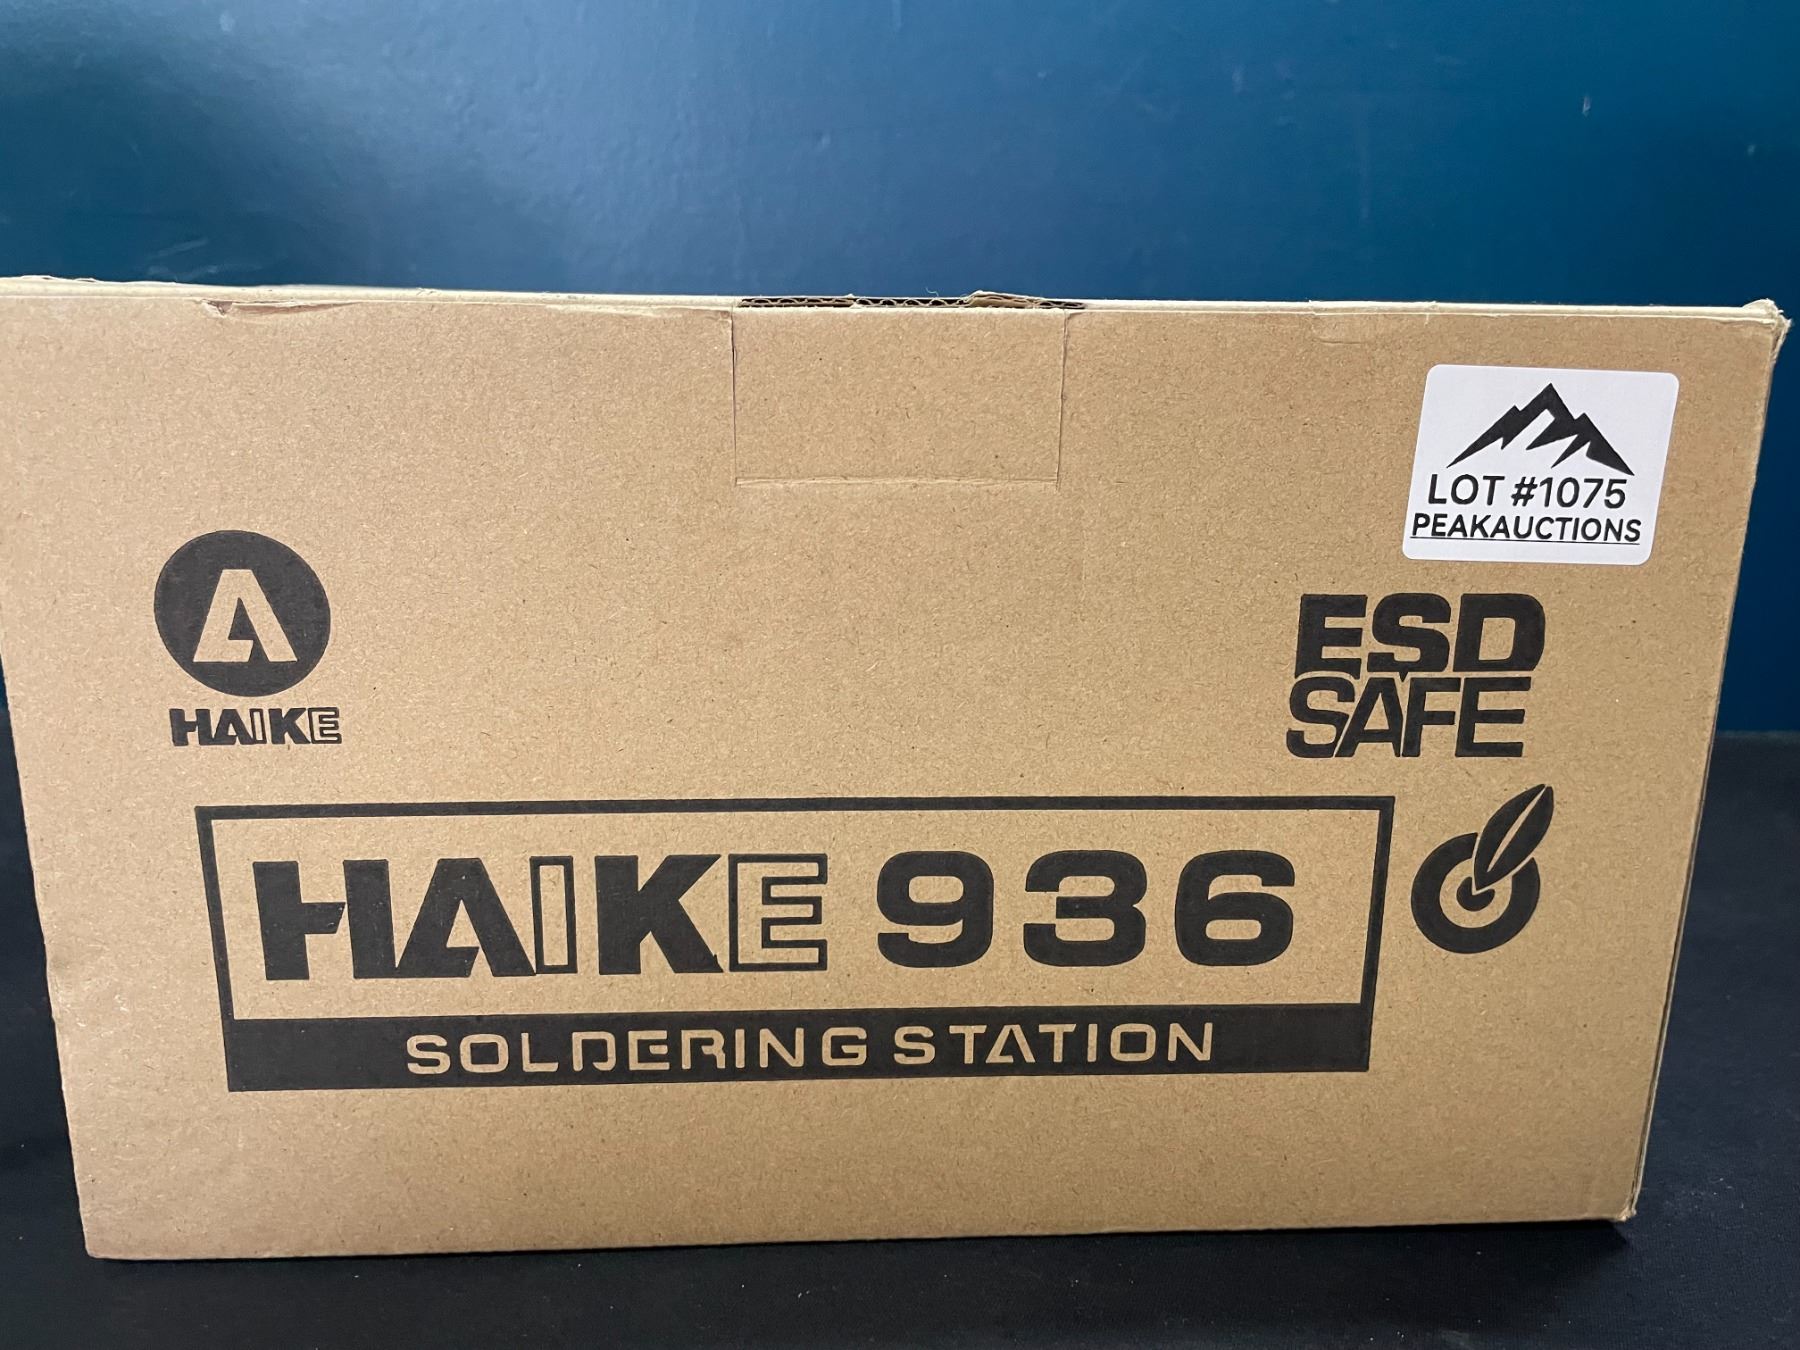 LOT #1075
PEAKAUCTIONS
A
HAIKE
ESD
SAFE
HAIKE 936
SOLDERING STATION